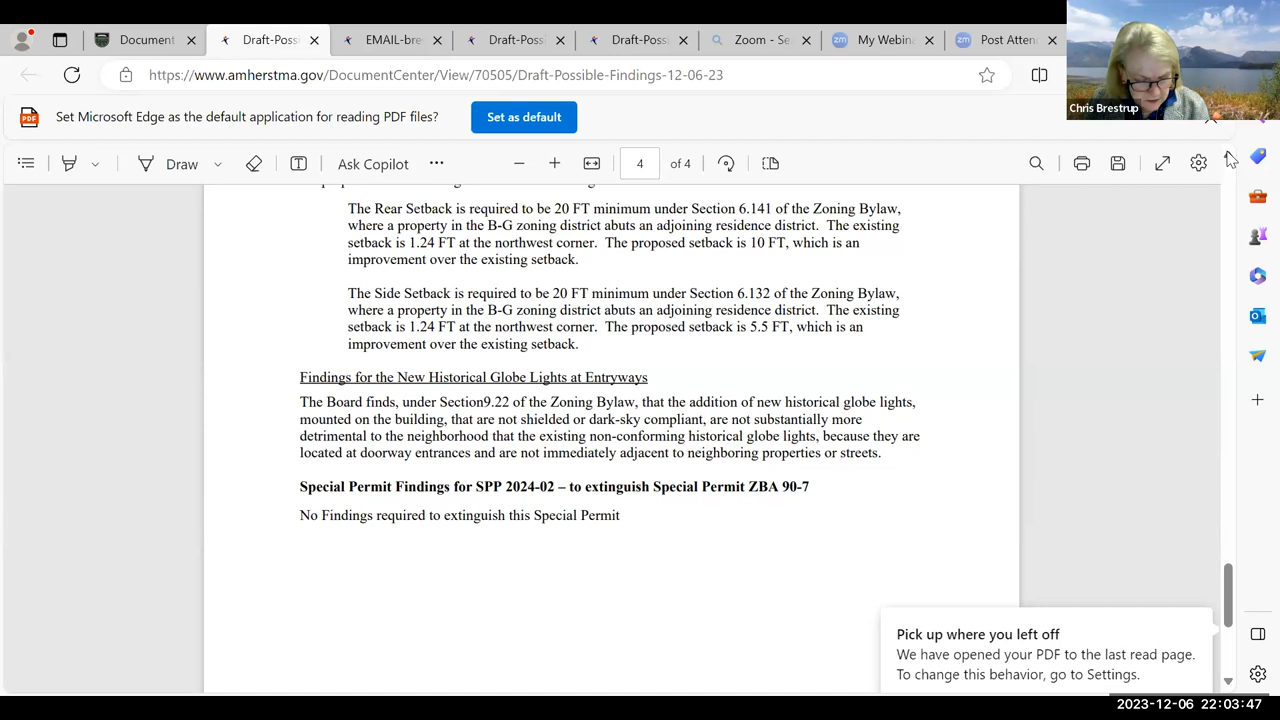 Document
Draft-Poss
EMAIL-bre
Draft-Poss
Draft-Poss
Zoom - Sea
My Webin
Post Atten
https://www.amherstma.gov/DocumentCenter/View/70505/Draft-Possible-Findings-12-06-23
Chris Brestrup
Set Microsoft Edge as the default application for reading PDF files?
Set as default
Draw
Ask Copilot
4
of 4
The Rear Setback is required to be 20 FT minimum under Section 6.141 of the Zoning Bylaw,
where a property in the B-G zoning district abuts an adjoining residence district. The existing
setback is 1.24 FT at the northwest corner. The proposed setback is 10 FT, which is an
improvement over the existing setback.
The Side Setback is required to be 20 FT minimum under Section 6.132 of the Zoning Bylaw,
where a property in the B-G zoning district abuts an adjoining residence district. The existing
setback is 1.24 FT at the northwest corner. The proposed setback is 5.5 FT, which is an
improvement over the existing setback.
Findings for the New Historical Globe Lights at Entryways
The Board finds, under Section9.22 of the Zoning Bylaw, that the addition of new historical globe lights,
mounted on the building, that are not shielded or dark-sky compliant, are not substantially more
detrimental to the neighborhood that the existing non-conforming historical globe lights, because they are
located at doorway entrances and are not immediately adjacent to neighboring properties or streets.
Special Permit Findings for SPP 2024-02 – to extinguish Special Permit ZBA 90-7
No Findings required to extinguish this Special Permit
Pick up where you left off
We have opened your PDF to the last read page.
To change this behavior, go to Settings.
2023-12-06 22:03:47